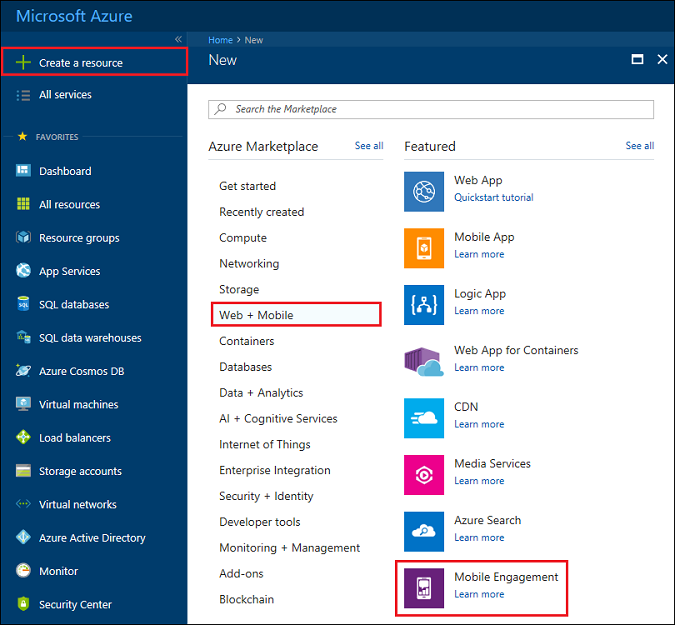 Microsoft Azure
«
Create a resource
All services
FAVORITES
Dashboard
All resources
Resource groups
App Services
SQL databases
SQL data warehouses
Azure Cosmos DB
Virtual machines
Load balancers
Storage accounts
Virtual networks
Azure Active Directory
Monitor
Security Center
Home > New
New
Search the Marketplace
Azure Marketplace
See all
Get started
Recently created
Compute
Networking
Storage
Web + Mobile
Containers
Databases
Data + Analytics
AI + Cognitive Services
Internet of Things
Enterprise Integration
Security + Identity
Developer tools
Monitoring + Management
Add-ons
Blockchain
Featured
See all
Web App
Quickstart tutorial
Mobile App
Learn more
Logic App
Learn more
Web App for Containers
Learn more
CDN
Learn more
Media Services
Learn more
Azure Search
Learn more
Mobile Engagement
Learn more